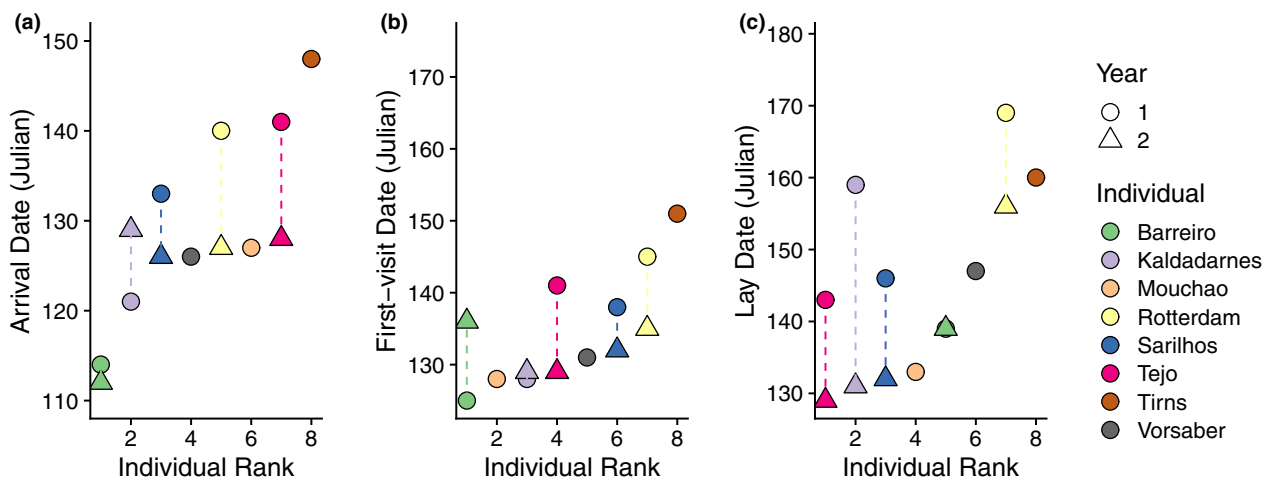 (a)
150
140
130
120
110
Arrival Date (Julian)
2 4 6 8
Individual Rank
(b)
170
160
150
140
130
First−visit Date (Julian)
2 4 6 8
Individual Rank
(c)
180
170
160
150
140
130
Lay Date (Julian)
2 4 6 8
Individual Rank
Year
1
2
Individual
Barreiro
Kaldadarnes
Mouchao
Rotterdam
Sarilhos
Tejo
Tirns
Vorsaber